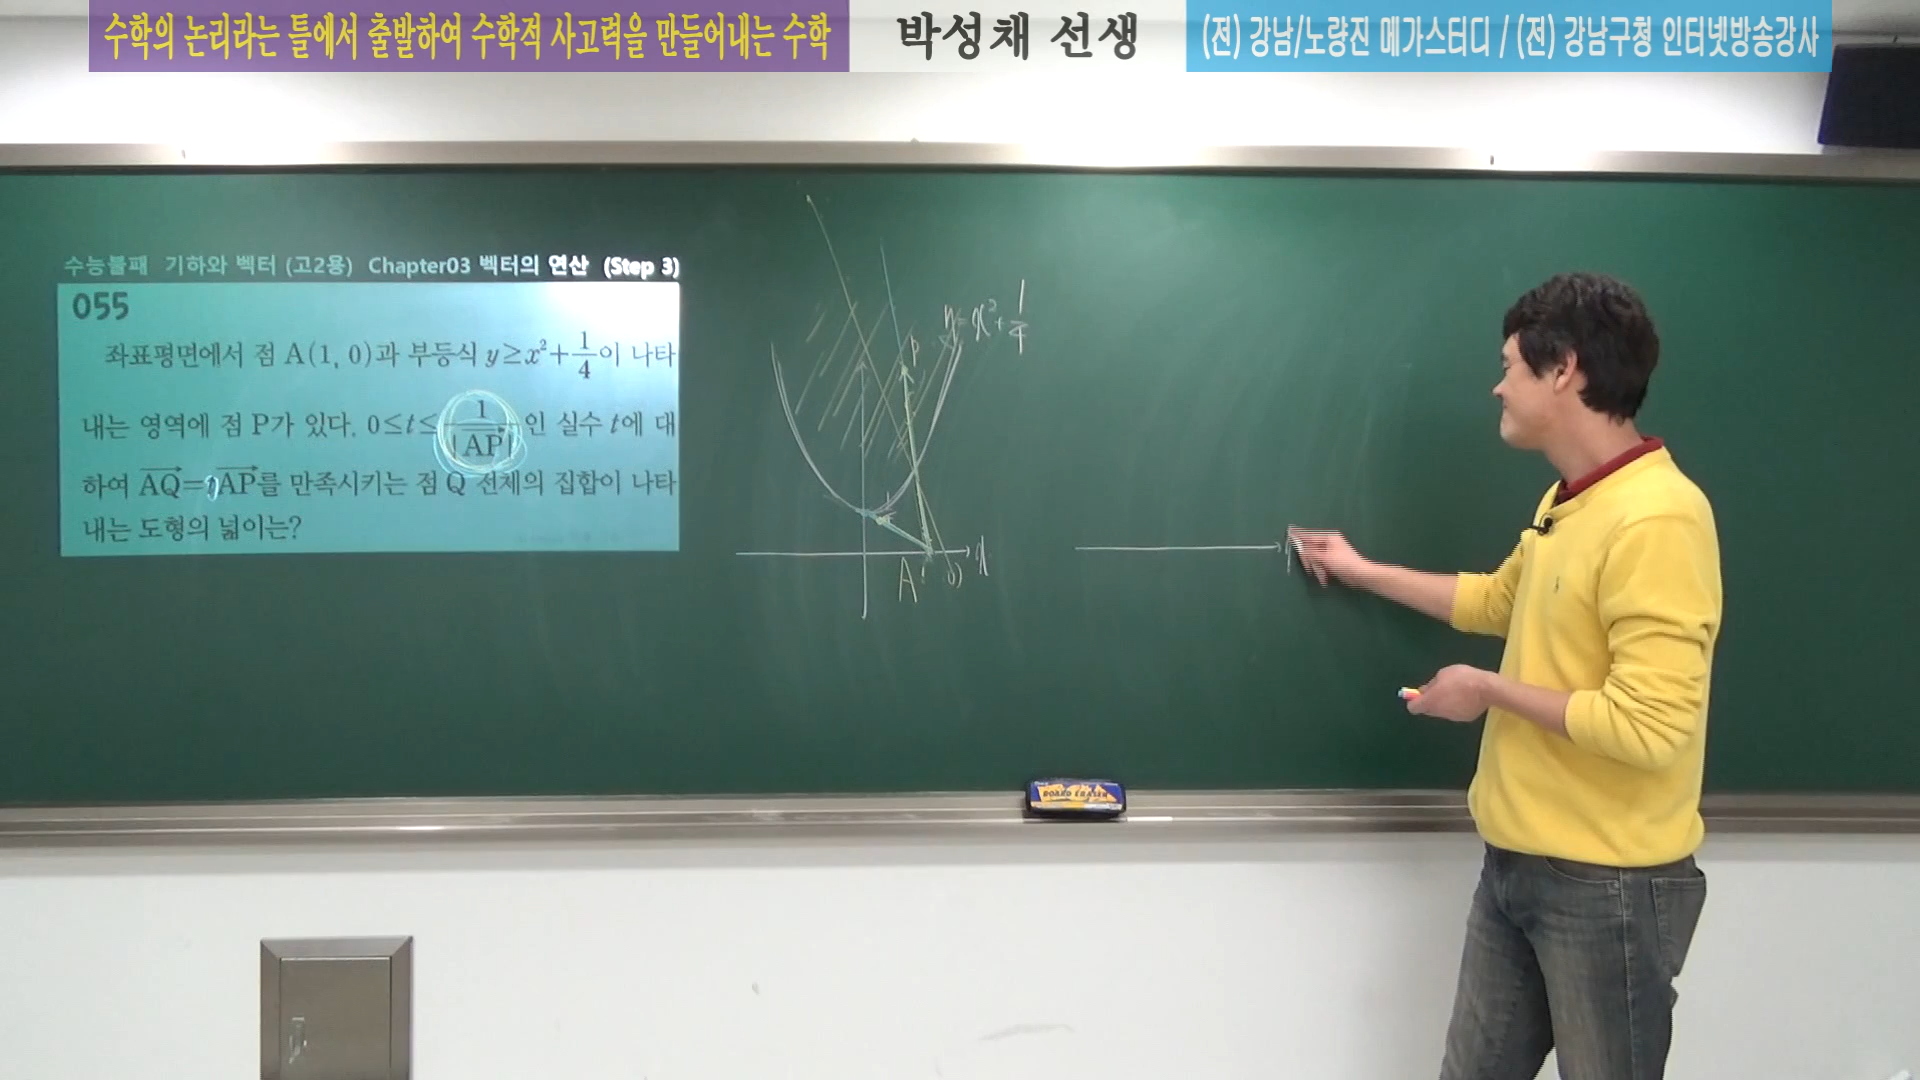 수학의 논리라는 틀에서 출발하여 수학적 사고력을 만들어내는 수학
박성채 선생
(전) 강남/노량진 메가스터디 / (전) 강남구청 인터넷방송강사
수능불패 기하와 벡터 (고2용) Chapter03 벡터의 연산 (Step 3)
055
좌표평면에서 점 A(1, 0)과 부등식 y≥x²+1/4이 나타
내는 영역에 점 P가 있다. 0≤t≤1/|AP|인 실수 t에 대
하여 AQ=tAP를 만족시키는 점 Q 전체의 집합이 나타
내는 도형의 넓이는?
y=x²+1/4
P
A
x
BOARD ERASER